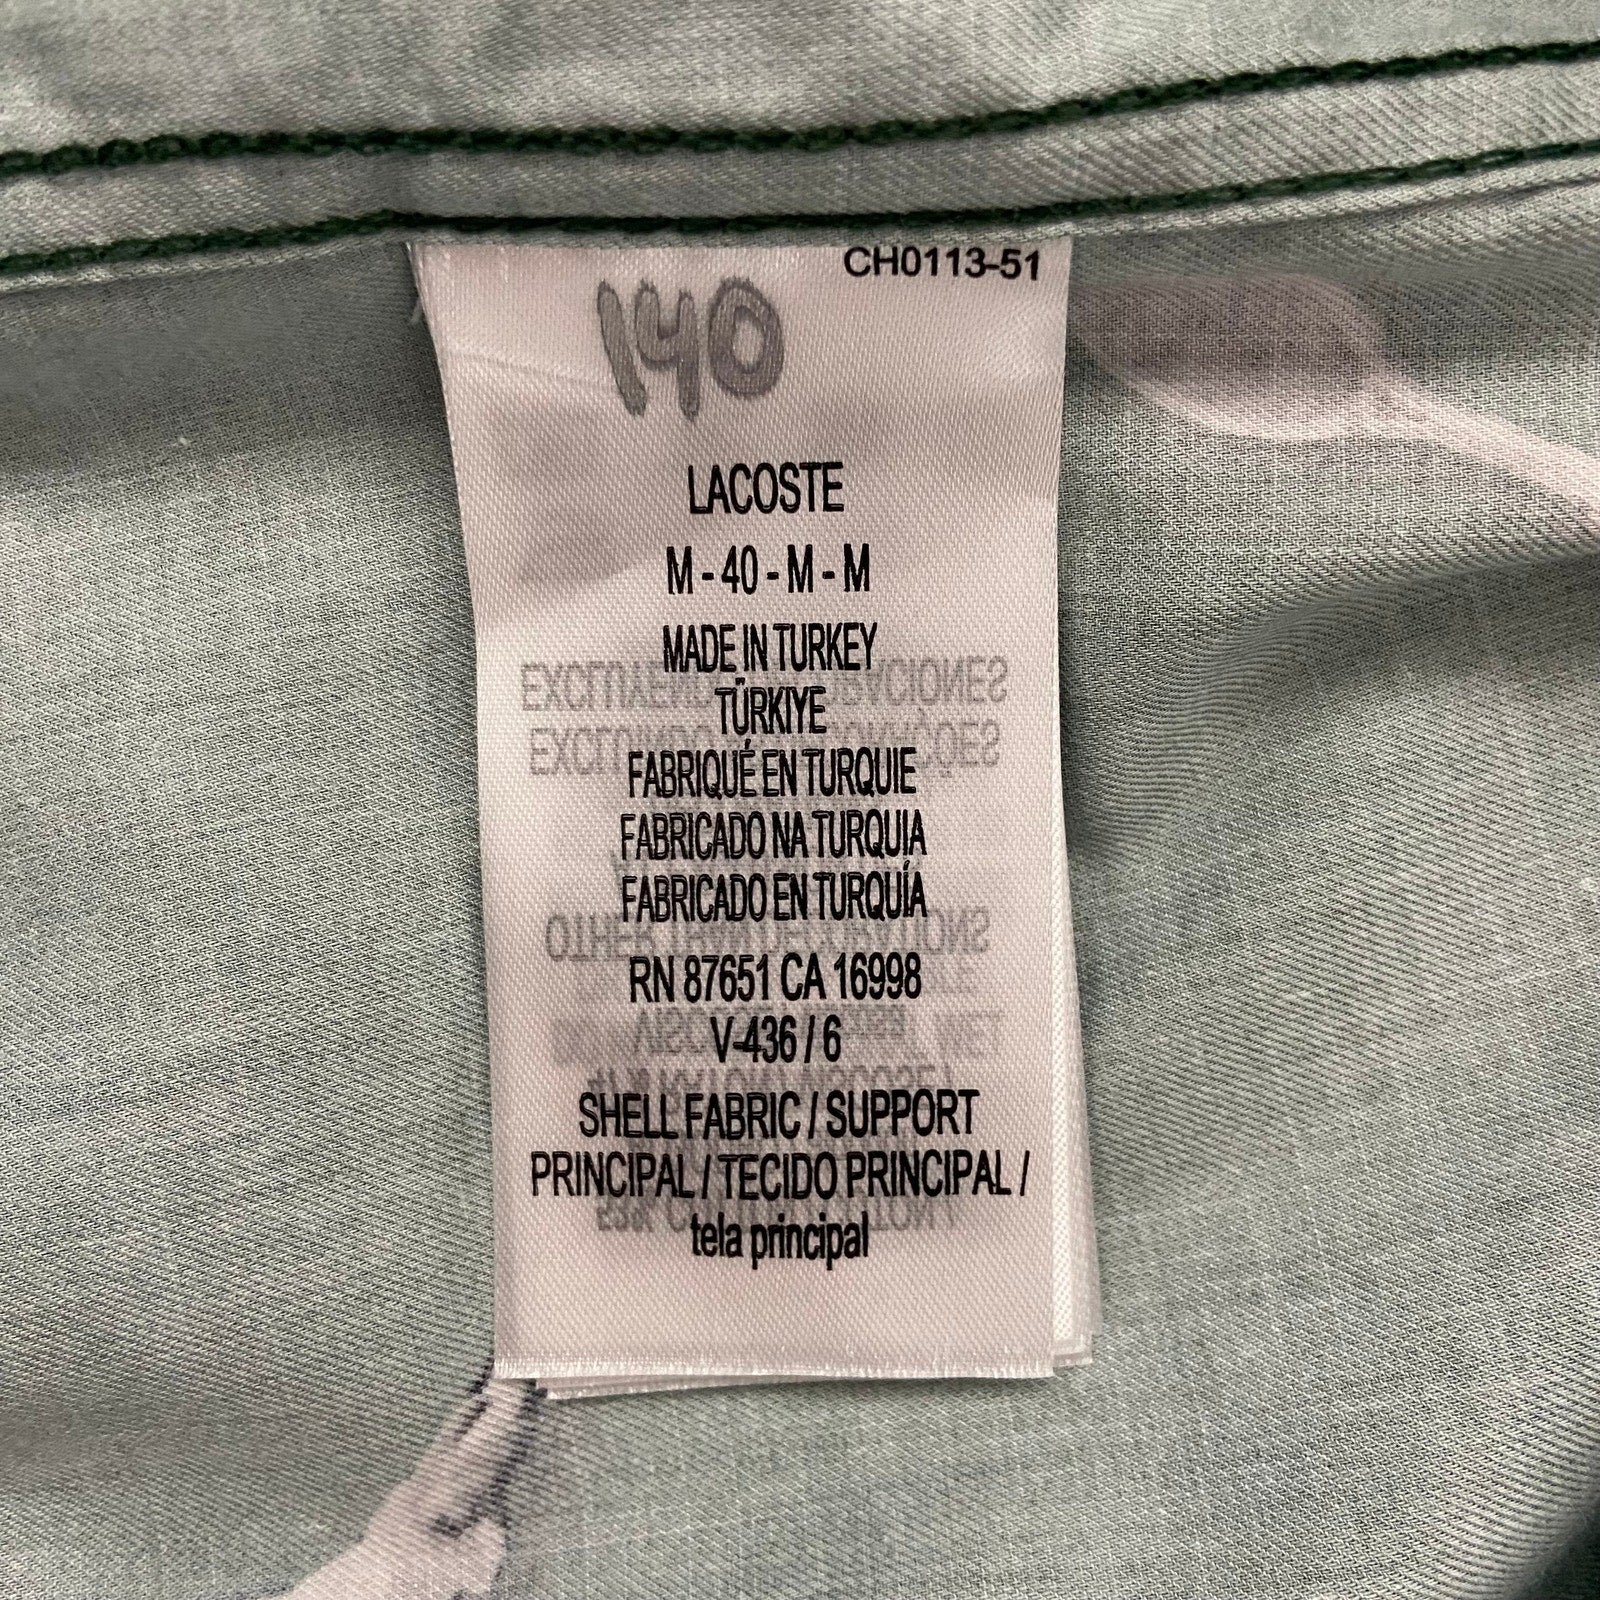 CH0113-51
140
LACOSTE
M - 40 - M - M
MADE IN TURKEY
TÜRKIYE
FABRIQUÉ EN TURQUIE
FABRICADO NA TURQUIA
FABRICADO EN TURQUÍA
RN 87651 CA 16998
V-436 / 6
SHELL FABRIC / SUPPORT
PRINCIPAL / TECIDO PRINCIPAL /
tela principal